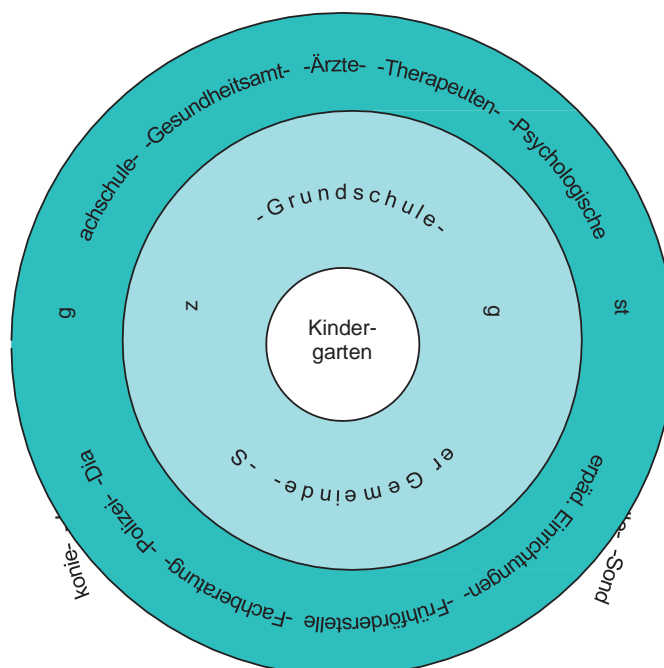 achschule- -Gesundheitsamt- -Ärzte- -Therapeuten- -Psychologische
st
erpäd. Einrichtungen- -Frühförderstelle -Fachberatung- -Polizei- -Dia
g
-Sond
konie-
-Grundschule-
g
er Gemeinde- -S
z
Kinder-
garten